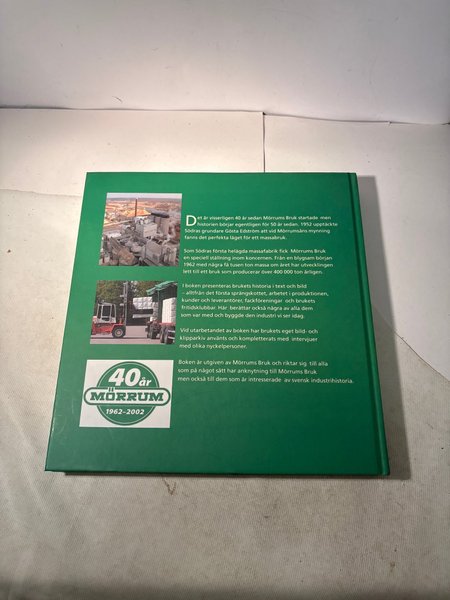 Det är visserligen 40 år sedan Mörrums Bruk startade men
historien börjar egentligen för 50 år sedan. 1952 upptäckte
Södras grundare Gösta Edström att vid Mörrumsåns mynning
fanns det perfekta läget för ett massabruk.
Som Södras första helägda massafabrik fick Mörrums Bruk
en speciell ställning inom koncernen. Från en blygsam början
1962 med några få tusen ton massa om året har utvecklingen
lett till ett bruk som producerar över 400 000 ton årligen.
I boken presenteras brukets historia i text och bild
– alltifrån det första språngskottet, arbetet i produktionen,
kunder och leverantörer, fackföreningar och brukets
fritidsklubbar. Här berättar också några av alla dem
som var med och byggde den industri vi ser idag.
Vid utarbetandet av boken har brukets eget bild- och
klipparkiv använts och kompletterats med intervjuer
med olika nyckelpersoner.
Boken är utgiven av Mörrums Bruk och riktar sig till alla
som på något sätt har anknytning till Mörrums Bruk
men också till dem som är intresserade av svensk industrihistoria.
40 år
MÖRRUM
1962-2002